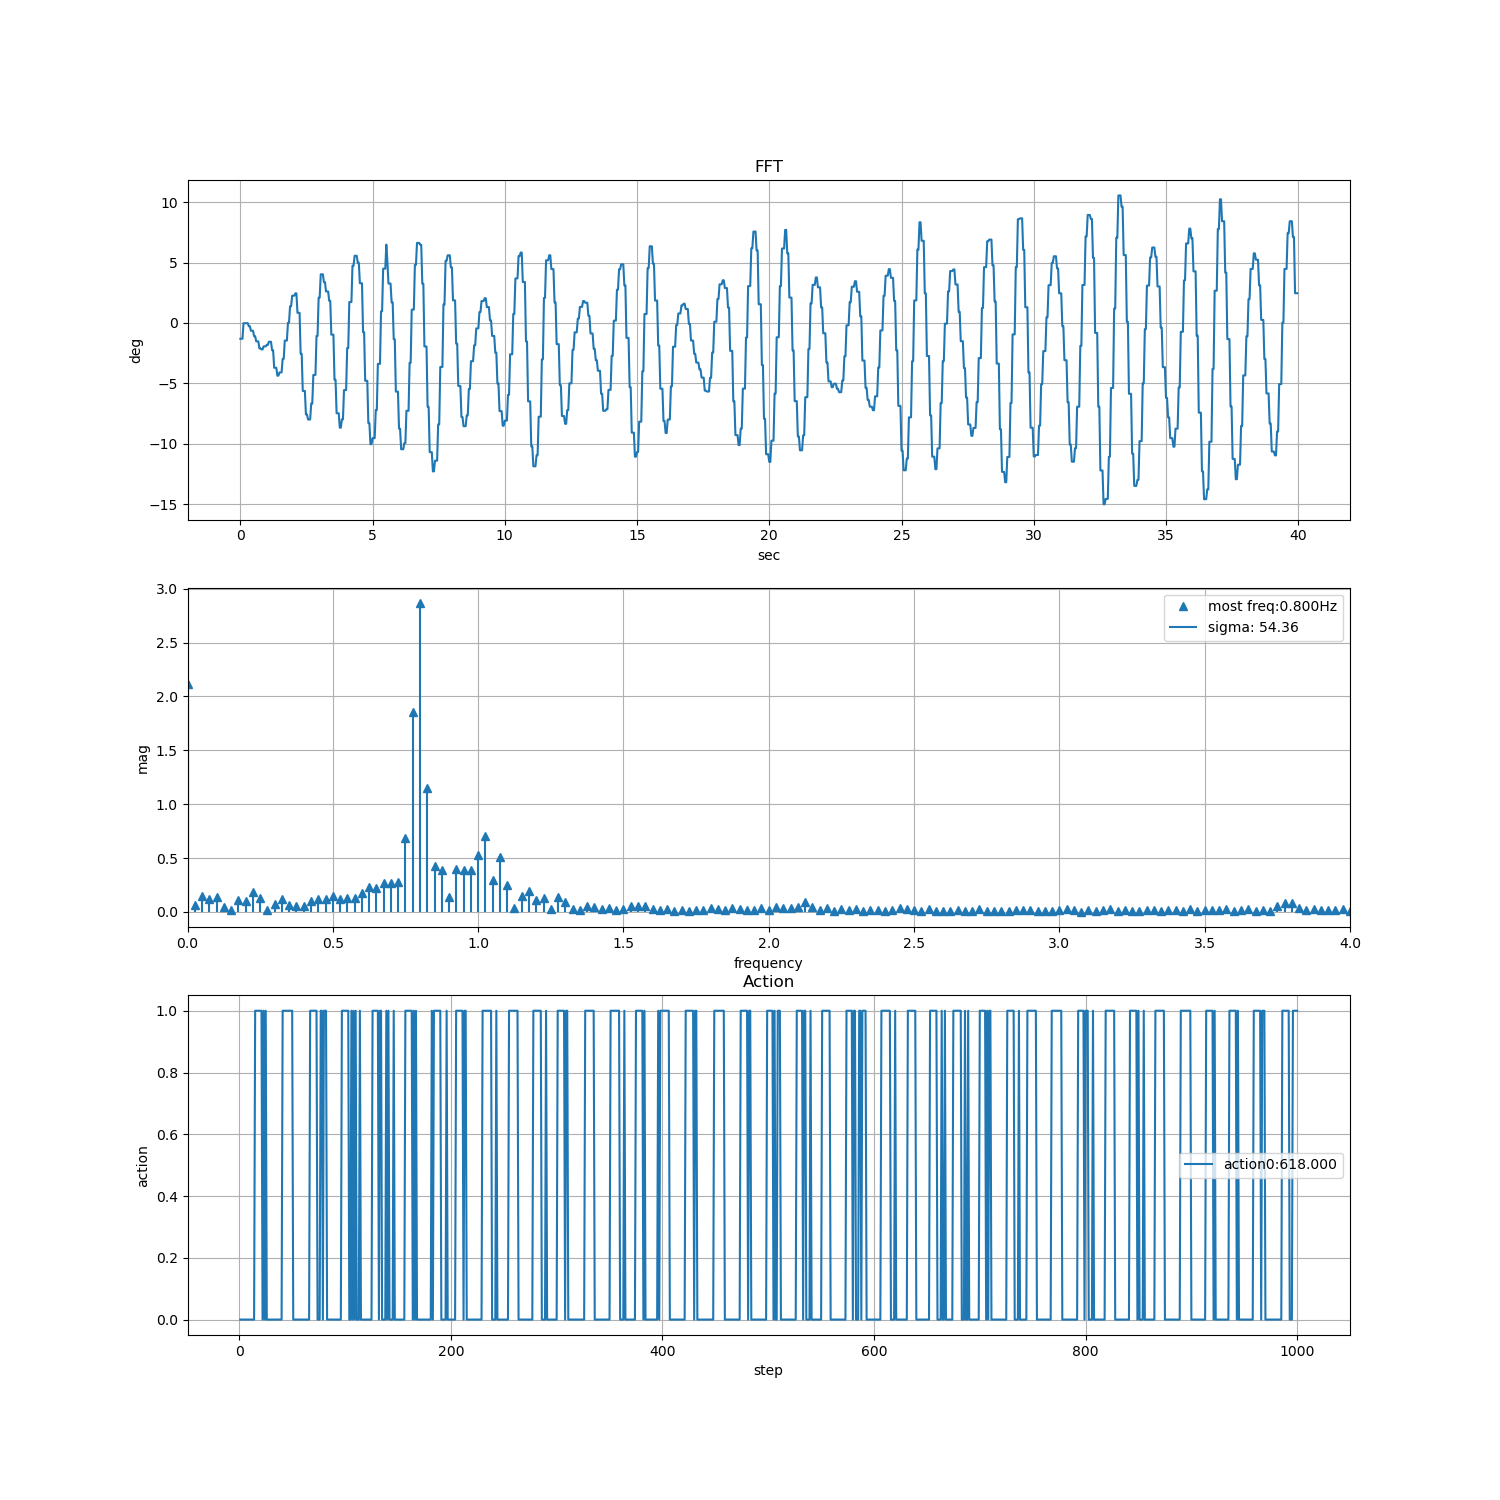 FFT
10
5
0
−5
−10
−15
deg
0 5 10 15 20 25 30 35 40
sec
3.0
2.5
2.0
1.5
1.0
0.5
0.0
mag
most freq:0.800Hz
sigma: 54.36
0.0 0.5 1.0 1.5 2.0 2.5 3.0 3.5 4.0
frequency
Action
1.0
0.8
0.6
0.4
0.2
0.0
action
action0:618.000
0 200 400 600 800 1000
step